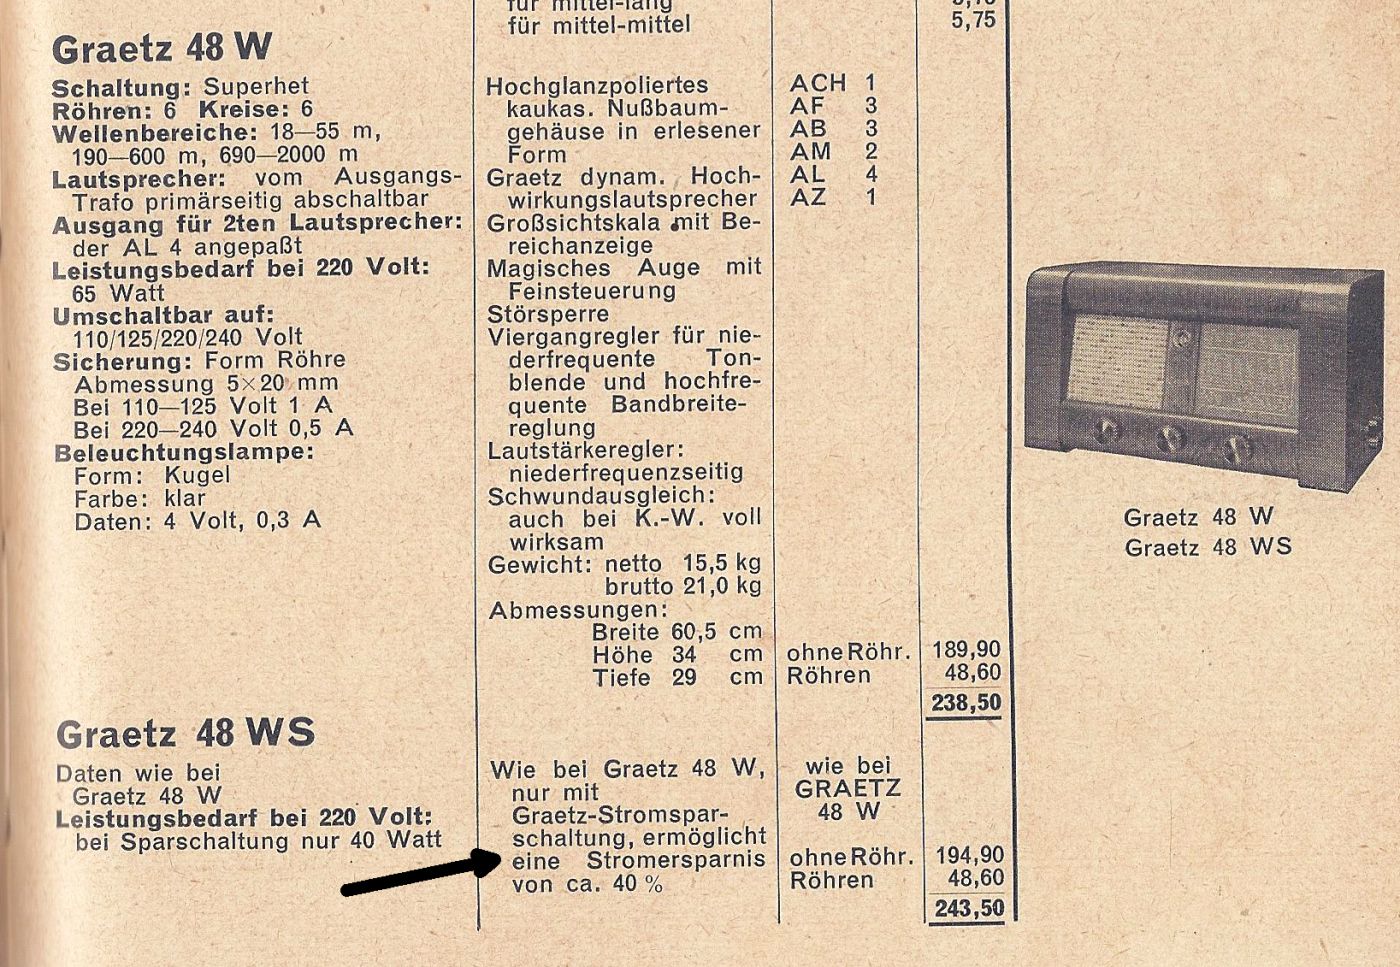 für mittel-lang
für mittel-mittel
5,75
Graetz 48 W
Schaltung: Superhet
Röhren: 6 Kreise: 6
Wellenbereiche: 18—55 m,
190—600 m, 690—2000 m
Lautsprecher: vom Ausgangs-
Trafo primärseitig abschaltbar
Ausgang für 2ten Lautsprecher:
der AL 4 angepaßt
Leistungsbedarf bei 220 Volt:
65 Watt
Umschaltbar auf:
110/125/220/240 Volt
Sicherung: Form Röhre
Abmessung 5×20 mm
Bei 110—125 Volt 1 A
Bei 220—240 Volt 0,5 A
Beleuchtungslampe:
Form: Kugel
Farbe: klar
Daten: 4 Volt, 0,3 A
Hochglanzpoliertes
kaukas. Nußbaum-
gehäuse in erlesener
Form
Graetz dynam. Hoch-
wirkungslautsprecher
Großsichtskala mit Be-
reichanzeige
Magisches Auge mit
Feinsteuerung
Störsperre
Viergangregler für nie-
derfrequente Ton-
blende und hochfre-
quente Bandbreite-
reglung
Lautstärkeregler:
niederfrequenzseitig
Schwundausgleich:
auch bei K.-W. voll
wirksam
Gewicht: netto 15,5 kg
brutto 21,0 kg
Abmessungen:
Breite 60,5 cm
Höhe 34 cm
Tiefe 29 cm
ACH 1
AF 3
AB 3
AM 2
AL 4
AZ 1
ohne Röhr. 189,90
Röhren 48,60
238,50
Graetz 48 W
Graetz 48 WS
Graetz 48 WS
Daten wie bei
Graetz 48 W
Leistungsbedarf bei 220 Volt:
bei Sparschaltung nur 40 Watt
Wie bei Graetz 48 W,
nur mit
Graetz-Stromspar-
schaltung, ermöglicht
eine Stromersparnis
von ca. 40 %
wie bei
GRAETZ
48 W
ohne Röhr. 194,90
Röhren 48,60
243,50